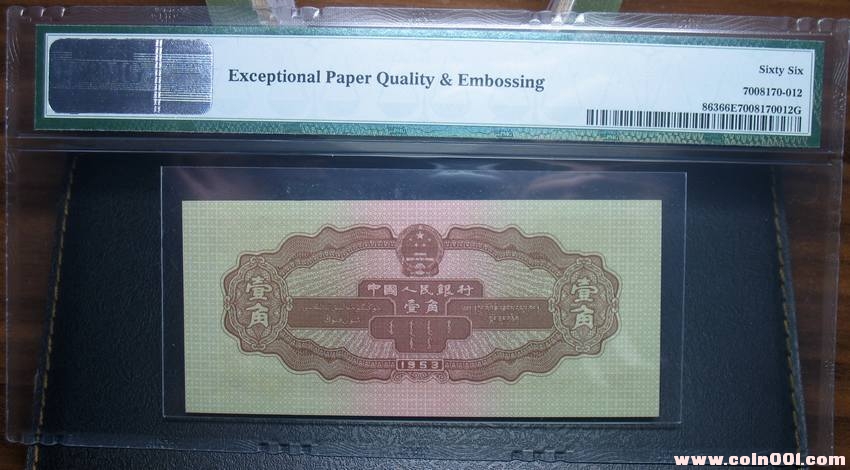 Exceptional Paper Quality & Embossing
Sixty Six
7008170-012
86366E7008170012G
中國人民銀行
壹角
壹角
壹角
1953
www.coin001.com